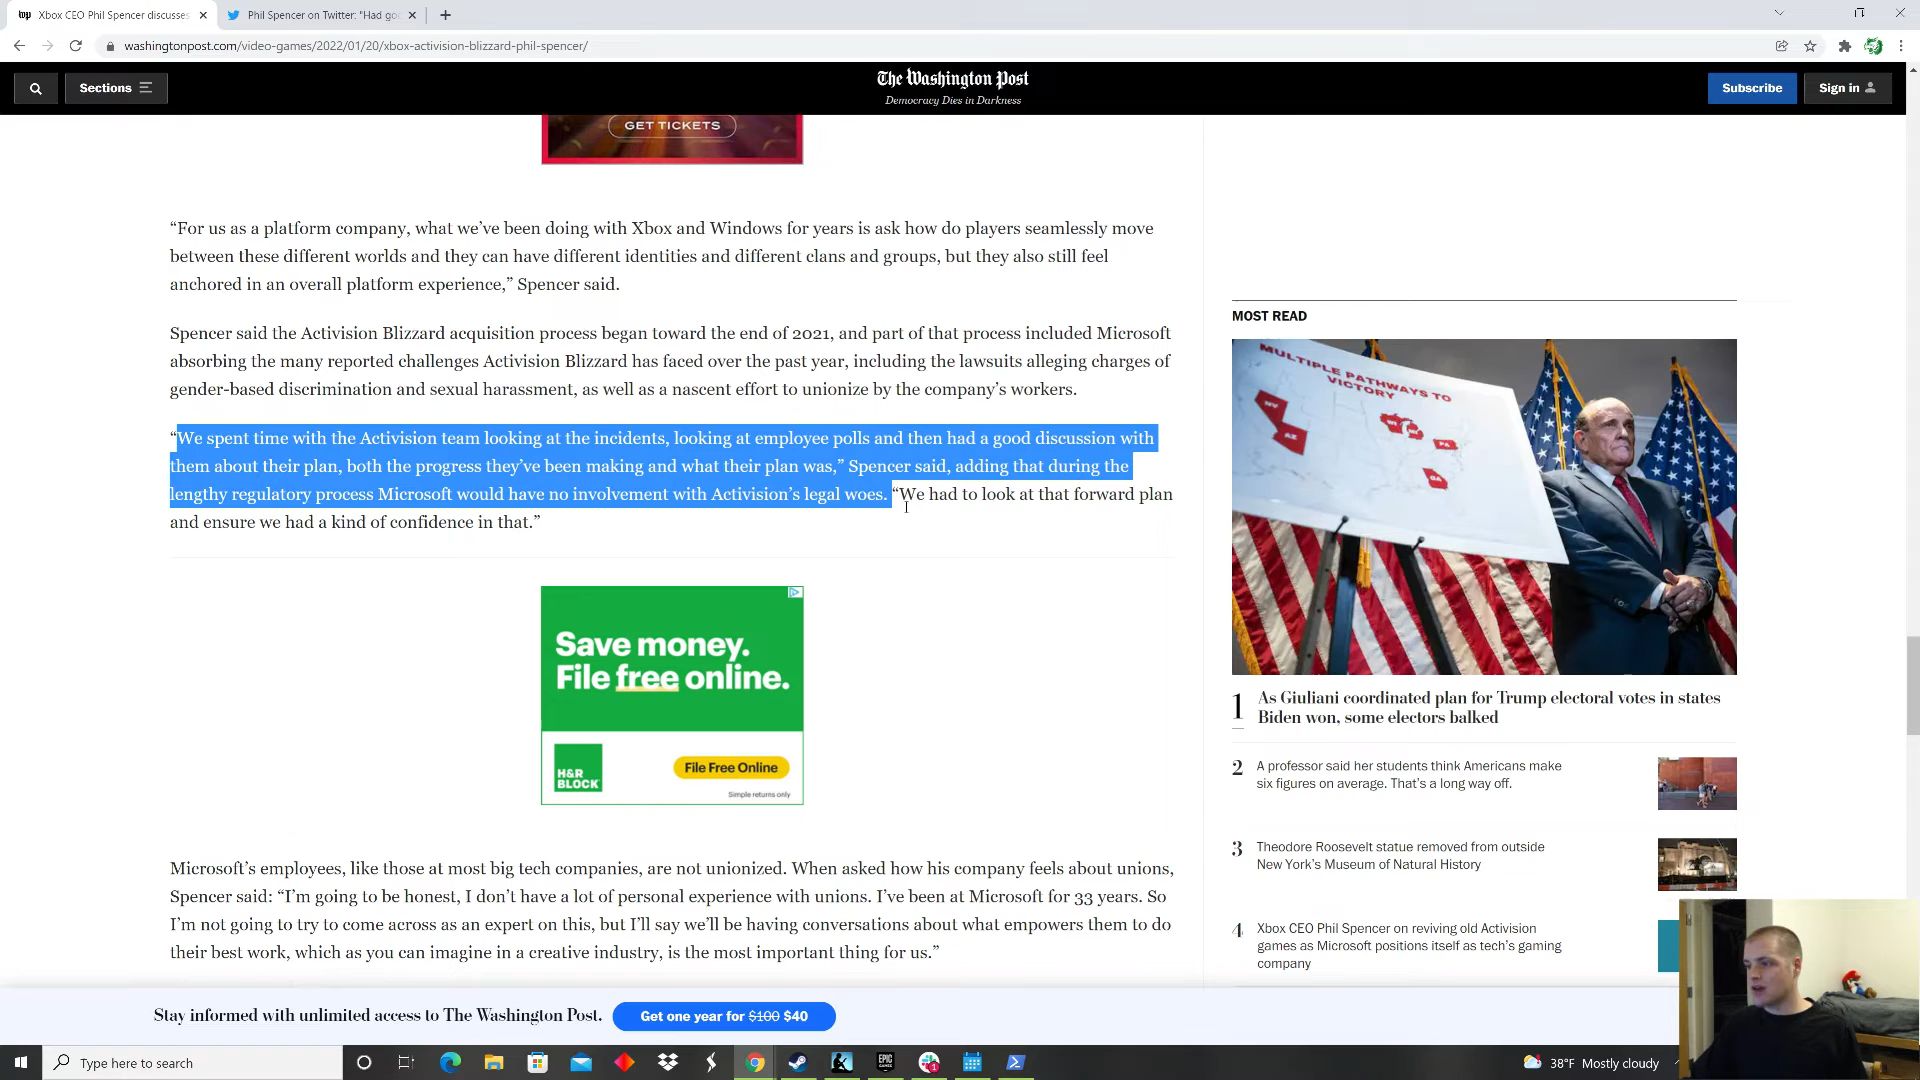 Xbox CEO Phil Spencer discusses
Phil Spencer on Twitter: "Had goo
washingtonpost.com/video-games/2022/01/20/xbox-activision-blizzard-phil-spencer/
Sections
The Washington Post
Democracy Dies in Darkness
Subscribe
Sign in
GET TICKETS
“For us as a platform company, what we’ve been doing with Xbox and Windows for years is ask how do players seamlessly move
between these different worlds and they can have different identities and different clans and groups, but they also still feel
anchored in an overall platform experience,” Spencer said.
Spencer said the Activision Blizzard acquisition process began toward the end of 2021, and part of that process included Microsoft
absorbing the many reported challenges Activision Blizzard has faced over the past year, including the lawsuits alleging charges of
gender-based discrimination and sexual harassment, as well as a nascent effort to unionize by the company’s workers.
“We spent time with the Activision team looking at the incidents, looking at employee polls and then had a good discussion with
them about their plan, both the progress they’ve been making and what their plan was,” Spencer said, adding that during the
lengthy regulatory process Microsoft would have no involvement with Activision’s legal woes. “We had to look at that forward plan
and ensure we had a kind of confidence in that.”
Save money.
File free online.
H&R
BLOCK
File Free Online
Simple returns only
Microsoft’s employees, like those at most big tech companies, are not unionized. When asked how his company feels about unions,
Spencer said: “I’m going to be honest, I don’t have a lot of personal experience with unions. I’ve been at Microsoft for 33 years. So
I’m not going to try to come across as an expert on this, but I’ll say we’ll be having conversations about what empowers them to do
their best work, which as you can imagine in a creative industry, is the most important thing for us.”
MOST READ
MULTIPLE PATHWAYS TO
VICTORY
NV
AZ
MI
PA
GA
1
As Giuliani coordinated plan for Trump electoral votes in states
Biden won, some electors balked
2
A professor said her students think Americans make
six figures on average. That’s a long way off.
3
Theodore Roosevelt statue removed from outside
New York’s Museum of Natural History
4
Xbox CEO Phil Spencer on reviving old Activision
games as Microsoft positions itself as tech’s gaming
company
Stay informed with unlimited access to The Washington Post.
Get one year for $100 $40
Type here to search
EPIC
GAMES
1
38°F Mostly cloudy